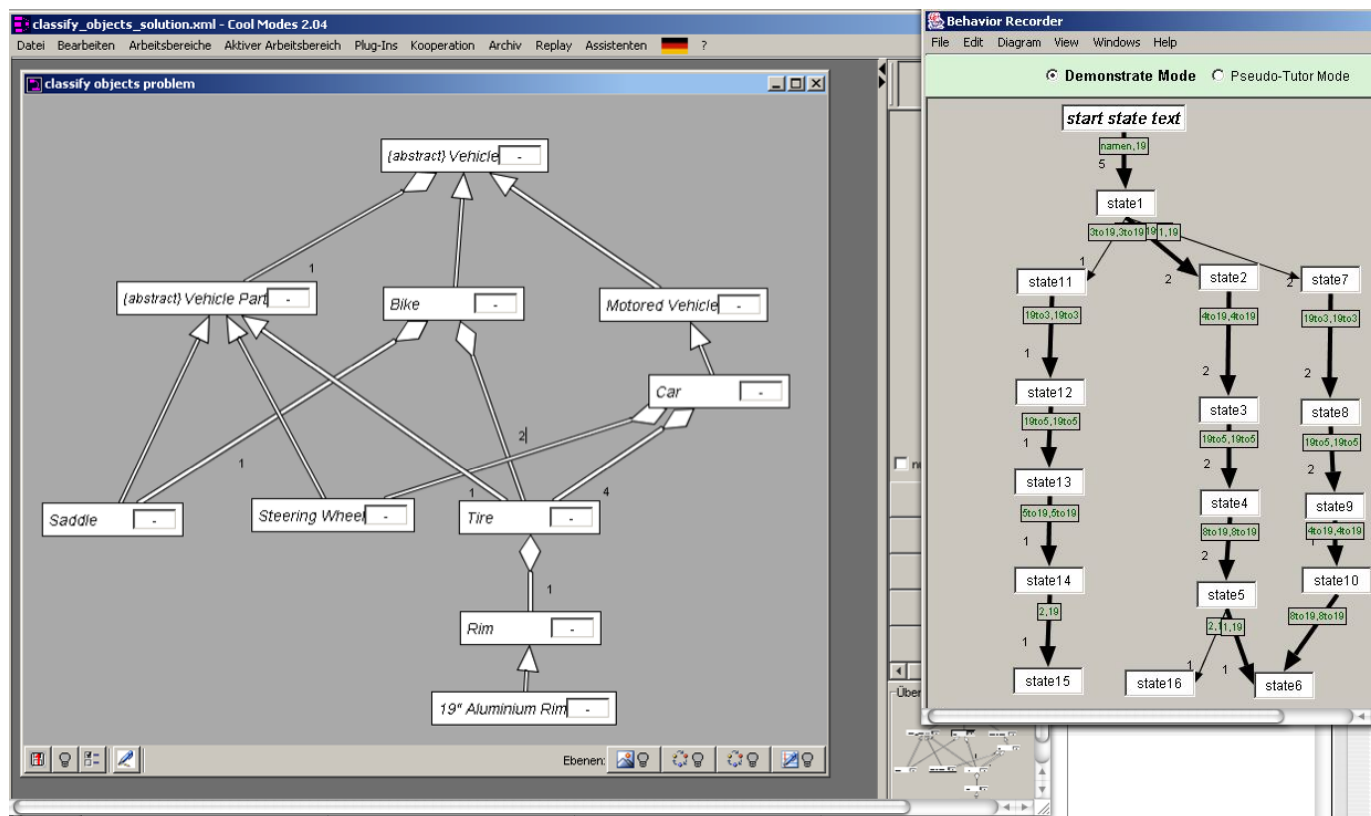 classify_objects_solution.xml - Cool Modes 2.04
Datei Bearbeiten Arbeitsbereiche Aktiver Arbeitsbereich Plug-Ins Kooperation Archiv Replay Assistenten ?
classify objects problem
{abstract} Vehicle -
1
{abstract} Vehicle Part -
Bike -
Motored Vehicle -
Car -
2
1
1
4
Saddle -
Steering Wheel -
Tire -
1
Rim -
19" Aluminium Rim -
Ebenen:
Über
Behavior Recorder
File Edit Diagram View Windows Help
Demonstrate Mode Pseudo-Tutor Mode
start state text
namen,19
5
state1
3to19,3to19 1,19
1
2
2
state11
state2
state7
19to3,19to3
4to19,4to19
19to3,19to3
1
2
2
state12
state3
state8
19to5,19to5
19to5,19to5
19to5,19to5
1
2
2
state13
state4
state9
5to19,5to19
8to19,8to19
4to19,4to19
1
2
state14
state5
state10
2,19
1,19
8to19,8to19
1
1
1
state15
state16
state6